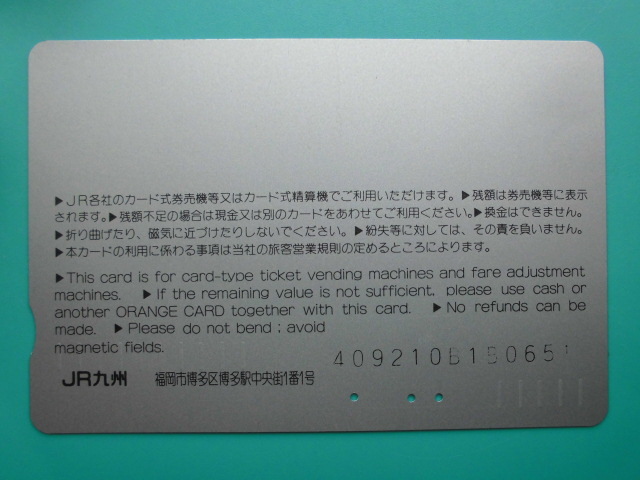 ▶JR各社のカード式券売機等又はカード式精算機でご利用いただけます。▶残額は券売機等に表示
されます。▶残額不足の場合は現金又は別のカードをあわせてご利用ください。▶換金はできません。
▶折り曲げたり、磁気に近づけたりしないでください。▶紛失等に対しては、その責を負いません。
▶本カードの利用に係わる事項は当社の旅客営業規則の定めるところによります。
▶This card is for card-type ticket vending machines and fare adjustment
machines. ▶If the remaining value is not sufficient, please use cash or
another ORANGE CARD together with this card. ▶No refunds can be
made. ▶Please do not bend; avoid
magnetic fields.
409210B1B0651
JR九州 福岡市博多区博多駅中央街1番1号